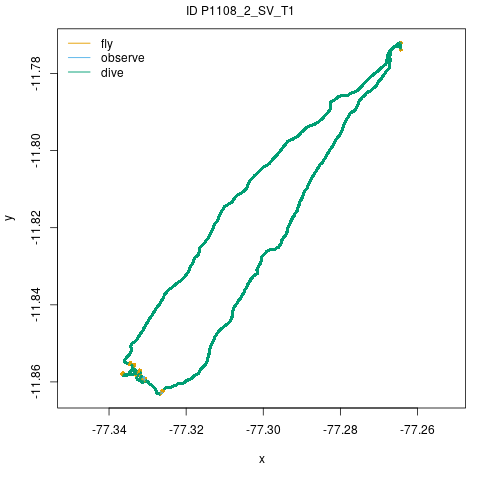 ID P1108_2_SV_T1
fly
observe
dive
-11.78
-11.80
-11.82
-11.84
-11.86
y
-77.34 -77.32 -77.30 -77.28 -77.26
x